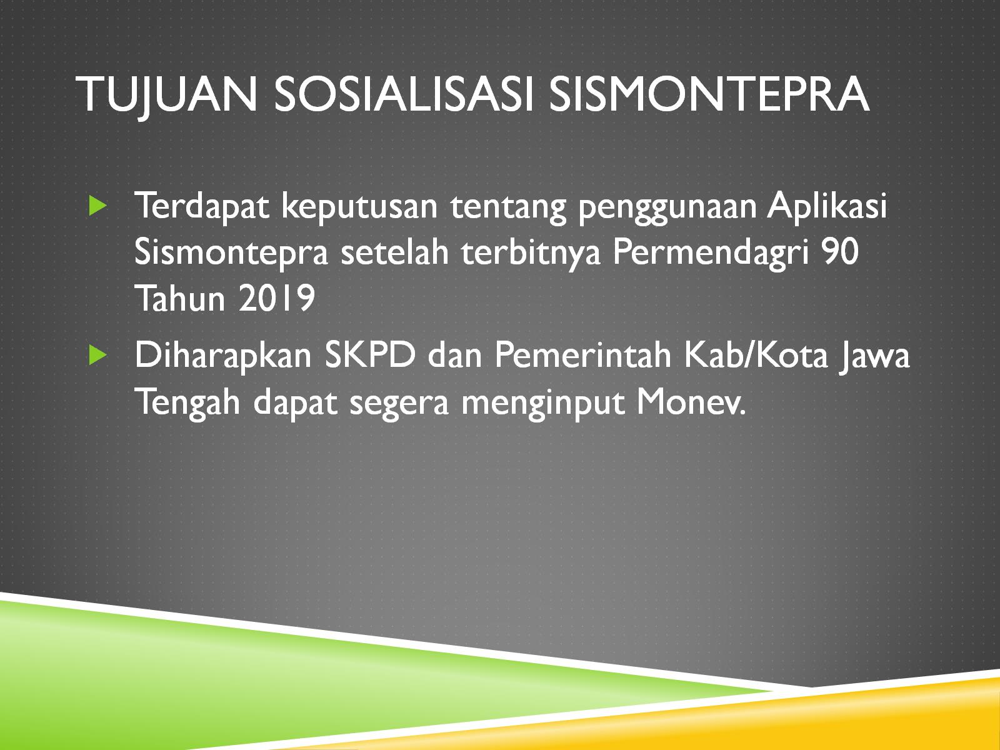 TUJUAN SOSIALISASI SISMONTEPRA
Terdapat keputusan tentang penggunaan Aplikasi
Sismontepra setelah terbitnya Permendagri 90
Tahun 2019
Diharapkan SKPD dan Pemerintah Kab/Kota Jawa
Tengah dapat segera menginput Monev.